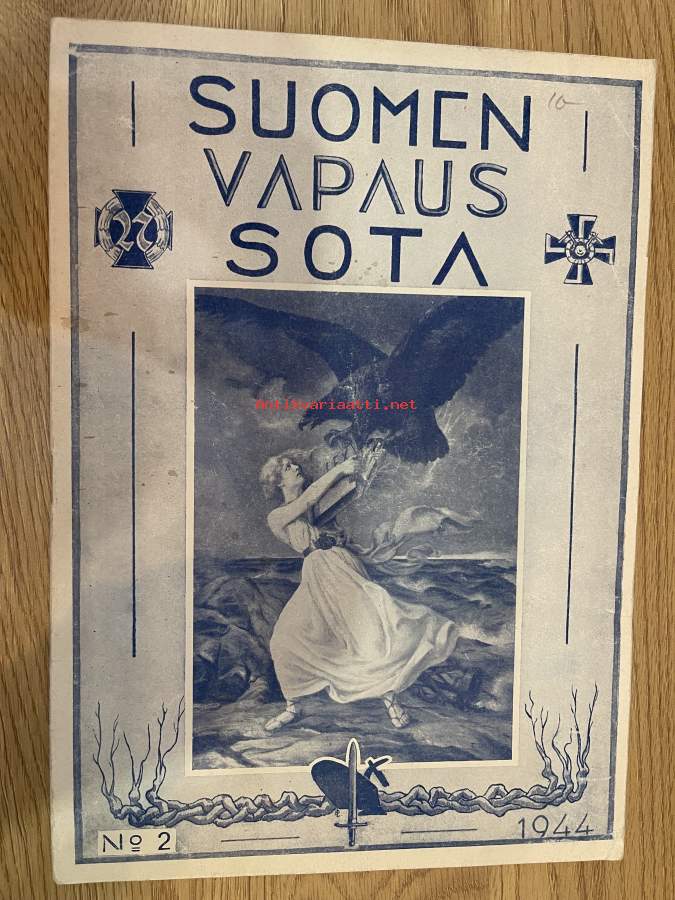 SUOMEN
10-
VAPAUS
SOTA
27
Antikvariaatti.net
No 2
1944